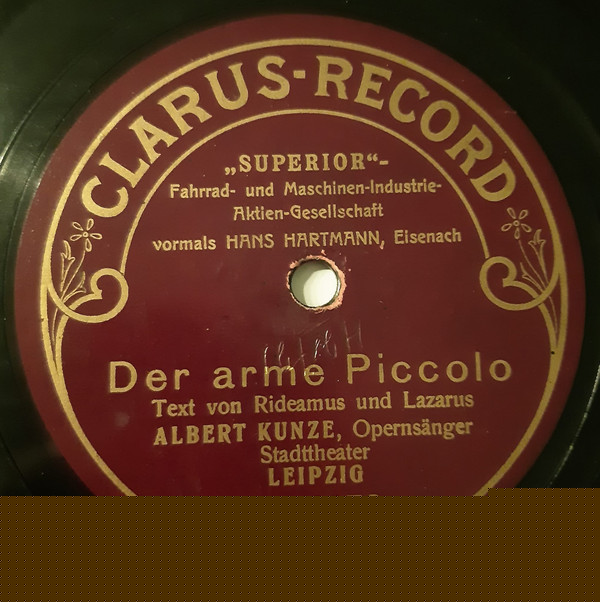 CLARUS-RECORD
„SUPERIOR“-
Fahrrad- und Maschinen-Industrie-
Aktien-Gesellschaft
vormals HANS HARTMANN, Eisenach
Der arme Piccolo
Text von Rideamus und Lazarus
ALBERT KUNZE, Opernsänger
Stadttheater
LEIPZIG